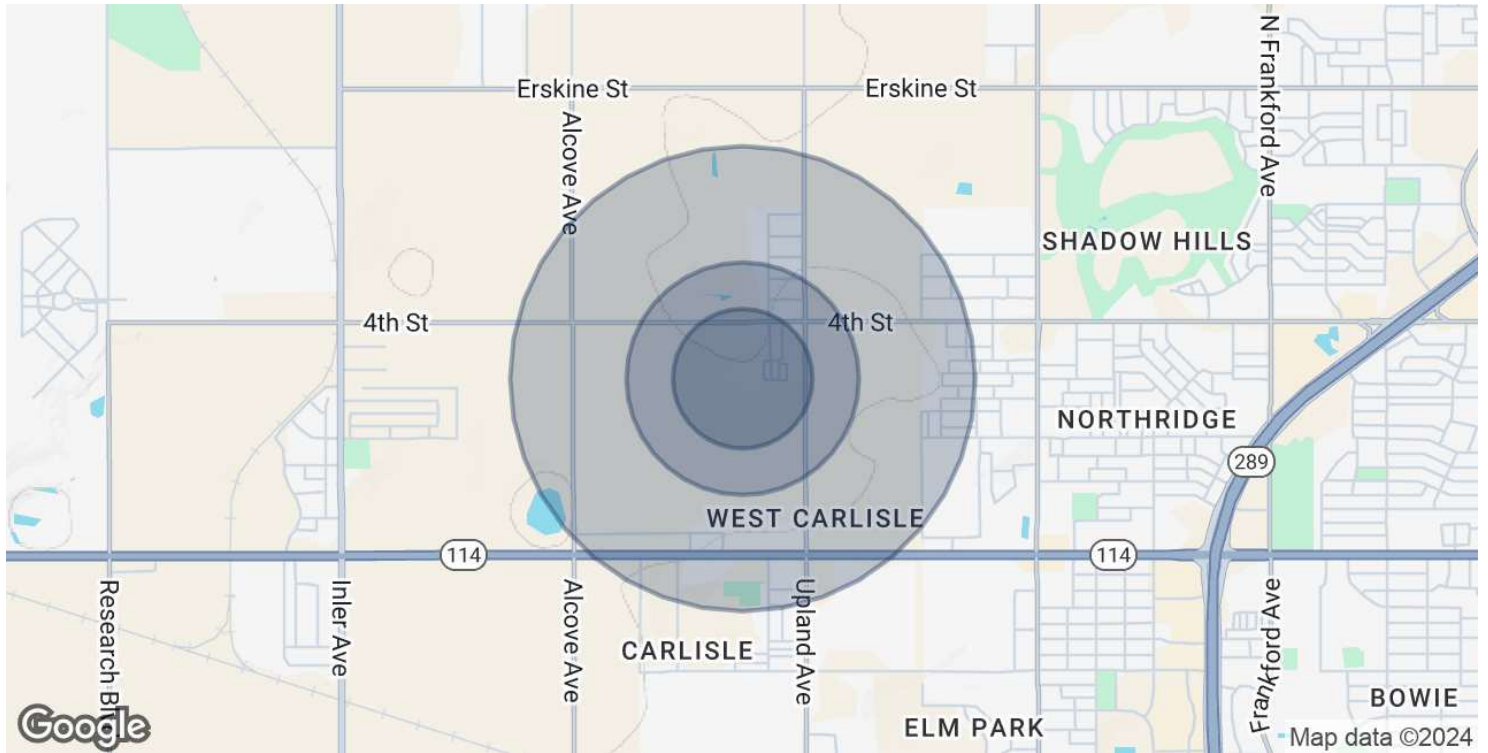 N Frankford Ave
Erskine St
Erskine St
Alcove Ave
SHADOW HILLS
4th St
4th St
NORTHRIDGE
289
WEST CARLISLE
114
114
Research Blvd
Inler Ave
Alcove Ave
Upland Ave
Frankford Ave
CARLISLE
BOWIE
ELM PARK
Google
Map data ©2024